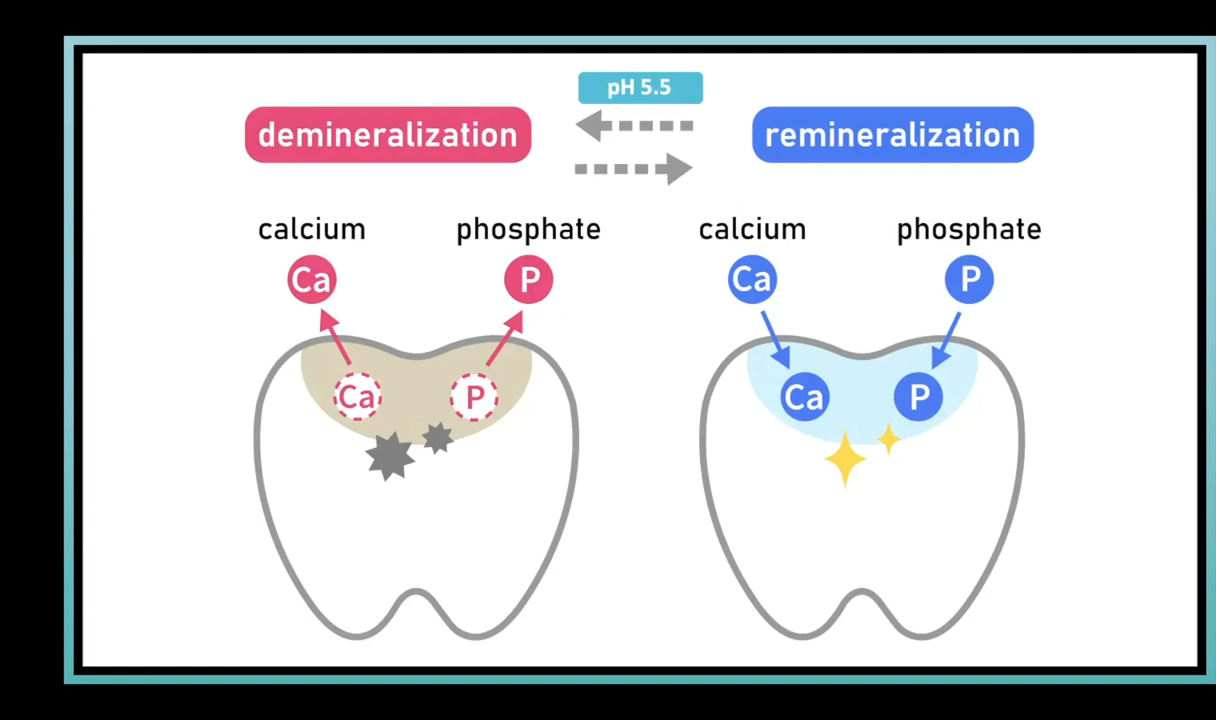 pH 5.5
demineralization
remineralization
calcium
phosphate
calcium
phosphate
Ca
P
Ca
P
Ca
P
Ca
P